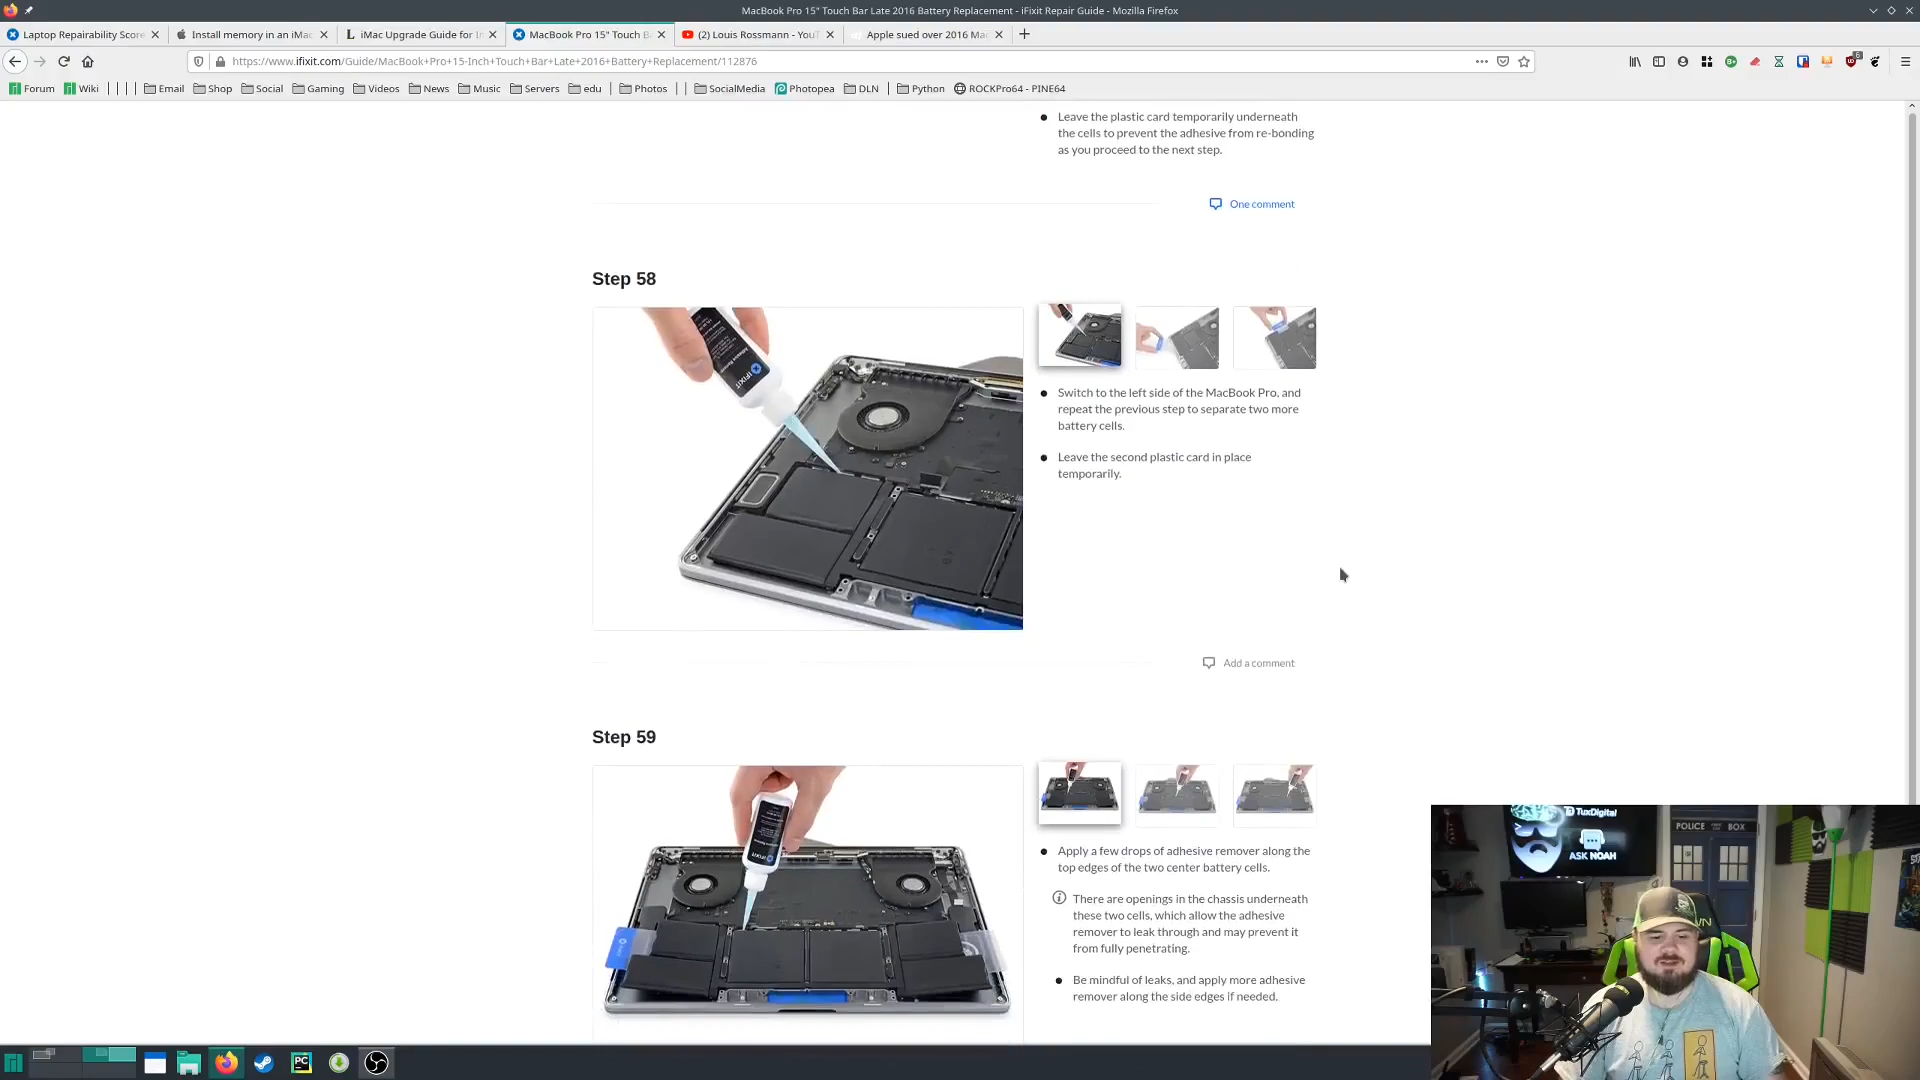 MacBook Pro 15" Touch Bar Late 2016 Battery Replacement - iFixit Repair Guide - Mozilla Firefox
Laptop Repairability Score
Install memory in an iMac
iMac Upgrade Guide for I
MacBook Pro 15" Touch B
(2) Louis Rossmann - YouT
Apple sued over 2016 Mac
https://www.ifixit.com/Guide/MacBook+Pro+15-Inch+Touch+Bar+Late+2016+Battery+Replacement/112876
Forum
Wiki
Email
Shop
Social
Gaming
Videos
News
Music
Servers
edu
Photos
SocialMedia
Photopea
DLN
Python
ROCKPro64 - PINE64
Leave the plastic card temporarily underneath
the cells to prevent the adhesive from re-bonding
as you proceed to the next step.
One comment
Step 58
IFIXIT
Switch to the left side of the MacBook Pro, and
repeat the previous step to separate two more
battery cells.
Leave the second plastic card in place
temporarily.
Add a comment
Step 59
Apply a few drops of adhesive remover along the
top edges of the two center battery cells.
There are openings in the chassis underneath
these two cells, which allow the adhesive
remover to leak through and may prevent it
from fully penetrating.
Be mindful of leaks, and apply more adhesive
remover along the side edges if needed.
TuxDigital
ASK NOAH
POLICE BOX
PC